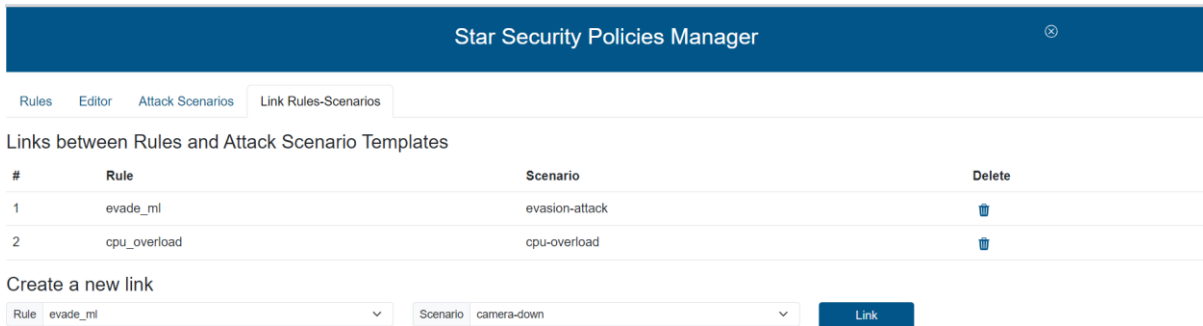 Star Security Policies Manager
Rules Editor Attack Scenarios Link Rules-Scenarios
Links between Rules and Attack Scenario Templates
# Rule Scenario Delete
1 evade_ml evasion-attack
2 cpu_overload cpu-overload
Create a new link
Rule evade_ml Scenario camera-down Link